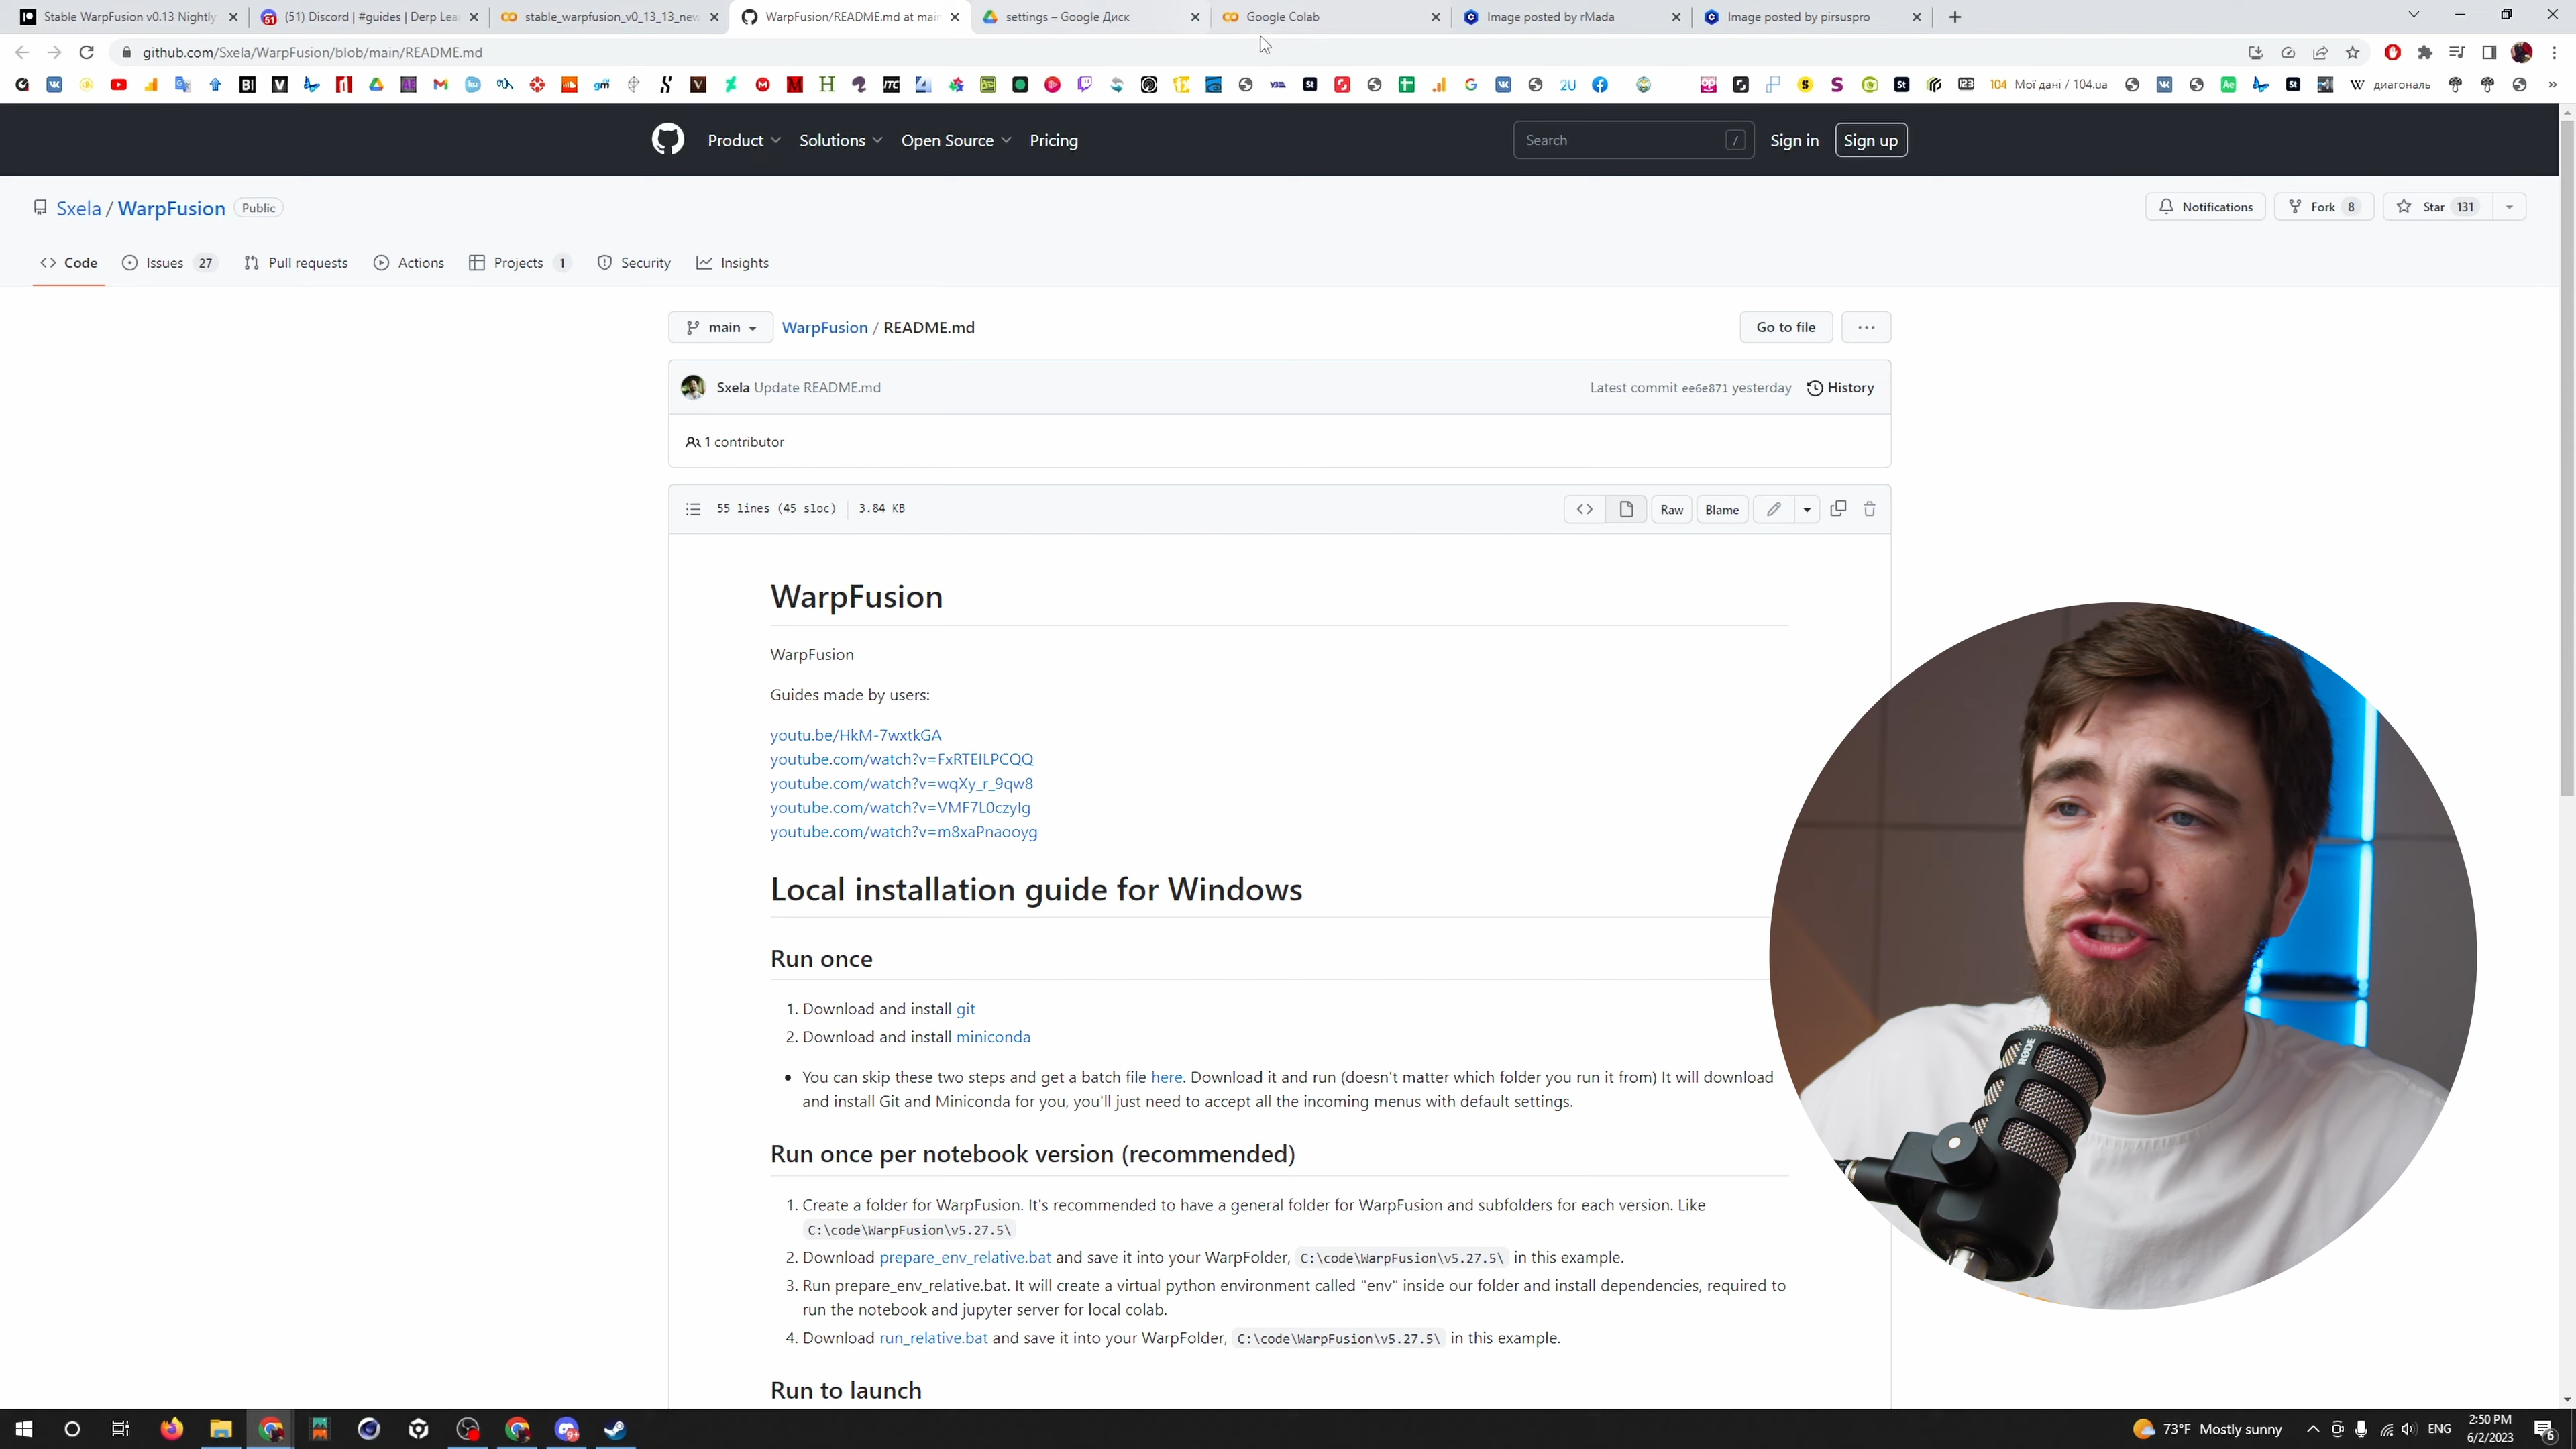 Stable WarpFusion v0.13 Nightly
(51) Discord | #guides | Derp Lea
stable_warpfusion_v0_13_13_new
WarpFusion/README.md at main
settings – Google Диск
Google Colab
Image posted by rMada
Image posted by pirsuspro
github.com/Sxela/WarpFusion/blob/main/README.md
104 Мої дані / 104.ua
W диагональ
Product
Solutions
Open Source
Pricing
Search /
Sign in
Sign up
Sxela / WarpFusion Public
Notifications
Fork 8
Star 131
Code
Issues 27
Pull requests
Actions
Projects 1
Security
Insights
main
WarpFusion / README.md
Go to file
Sxela Update README.md
Latest commit ee6e871 yesterday
History
1 contributor
55 lines (45 sloc) 3.84 KB
Raw
Blame
WarpFusion
WarpFusion
Guides made by users:
youtu.be/HkM-7wxtkGA
youtube.com/watch?v=FxRTEILPCQQ
youtube.com/watch?v=wqXy_r_9qw8
youtube.com/watch?v=VMF7L0czyIg
youtube.com/watch?v=m8xaPnaooyg
Local installation guide for Windows
Run once
1. Download and install git
2. Download and install miniconda
• You can skip these two steps and get a batch file here. Download it and run (doesn't matter which folder you run it from) It will download
and install Git and Miniconda for you, you'll just need to accept all the incoming menus with default settings.
Run once per notebook version (recommended)
1. Create a folder for WarpFusion. It's recommended to have a general folder for WarpFusion and subfolders for each version. Like
C:\code\WarpFusion\v5.27.5\
2. Download prepare_env_relative.bat and save it into your WarpFolder, C:\code\WarpFusion\v5.27.5\ in this example.
3. Run prepare_env_relative.bat. It will create a virtual python environment called "env" inside our folder and install dependencies, required to
run the notebook and jupyter server for local colab.
4. Download run_relative.bat and save it into your WarpFolder, C:\code\WarpFusion\v5.27.5\ in this example.
Run to launch
RØDE
73°F Mostly sunny
ENG
2:50 PM
6/2/2023
6